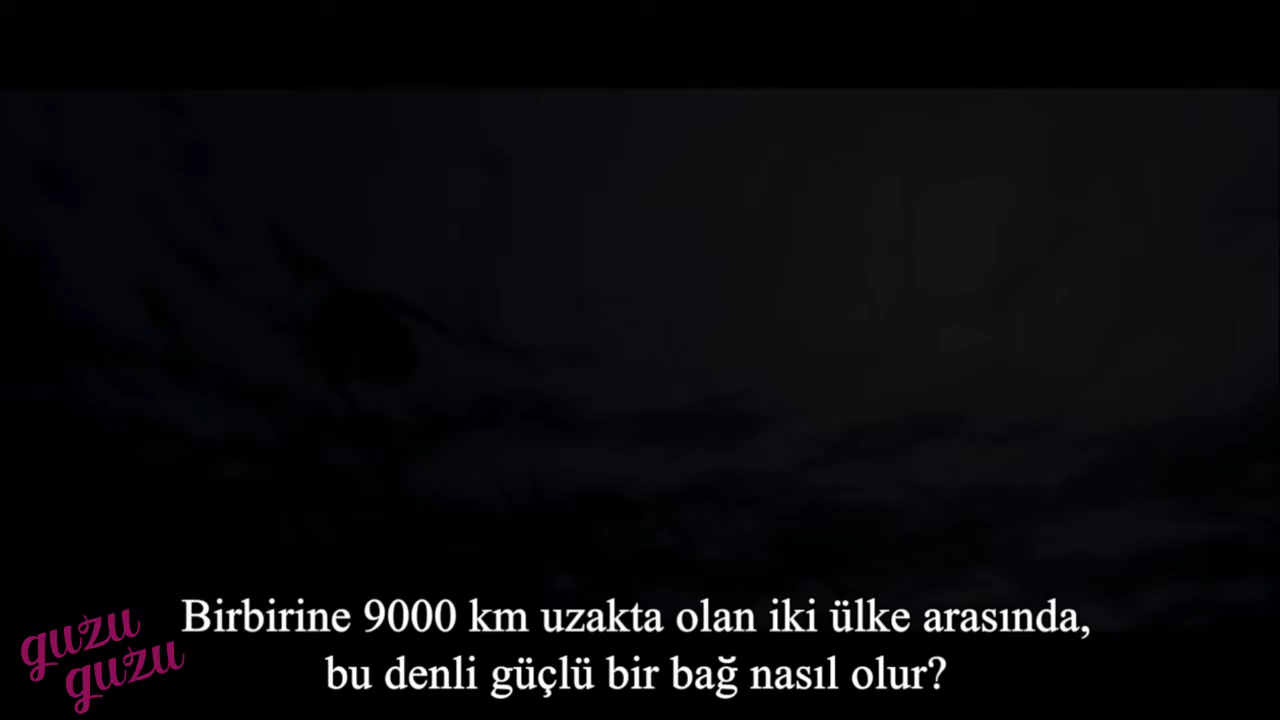 Birbirine 9000 km uzakta olan iki ülke arasında,
bu denli güçlü bir bağ nasıl olur?
guzu
guzu